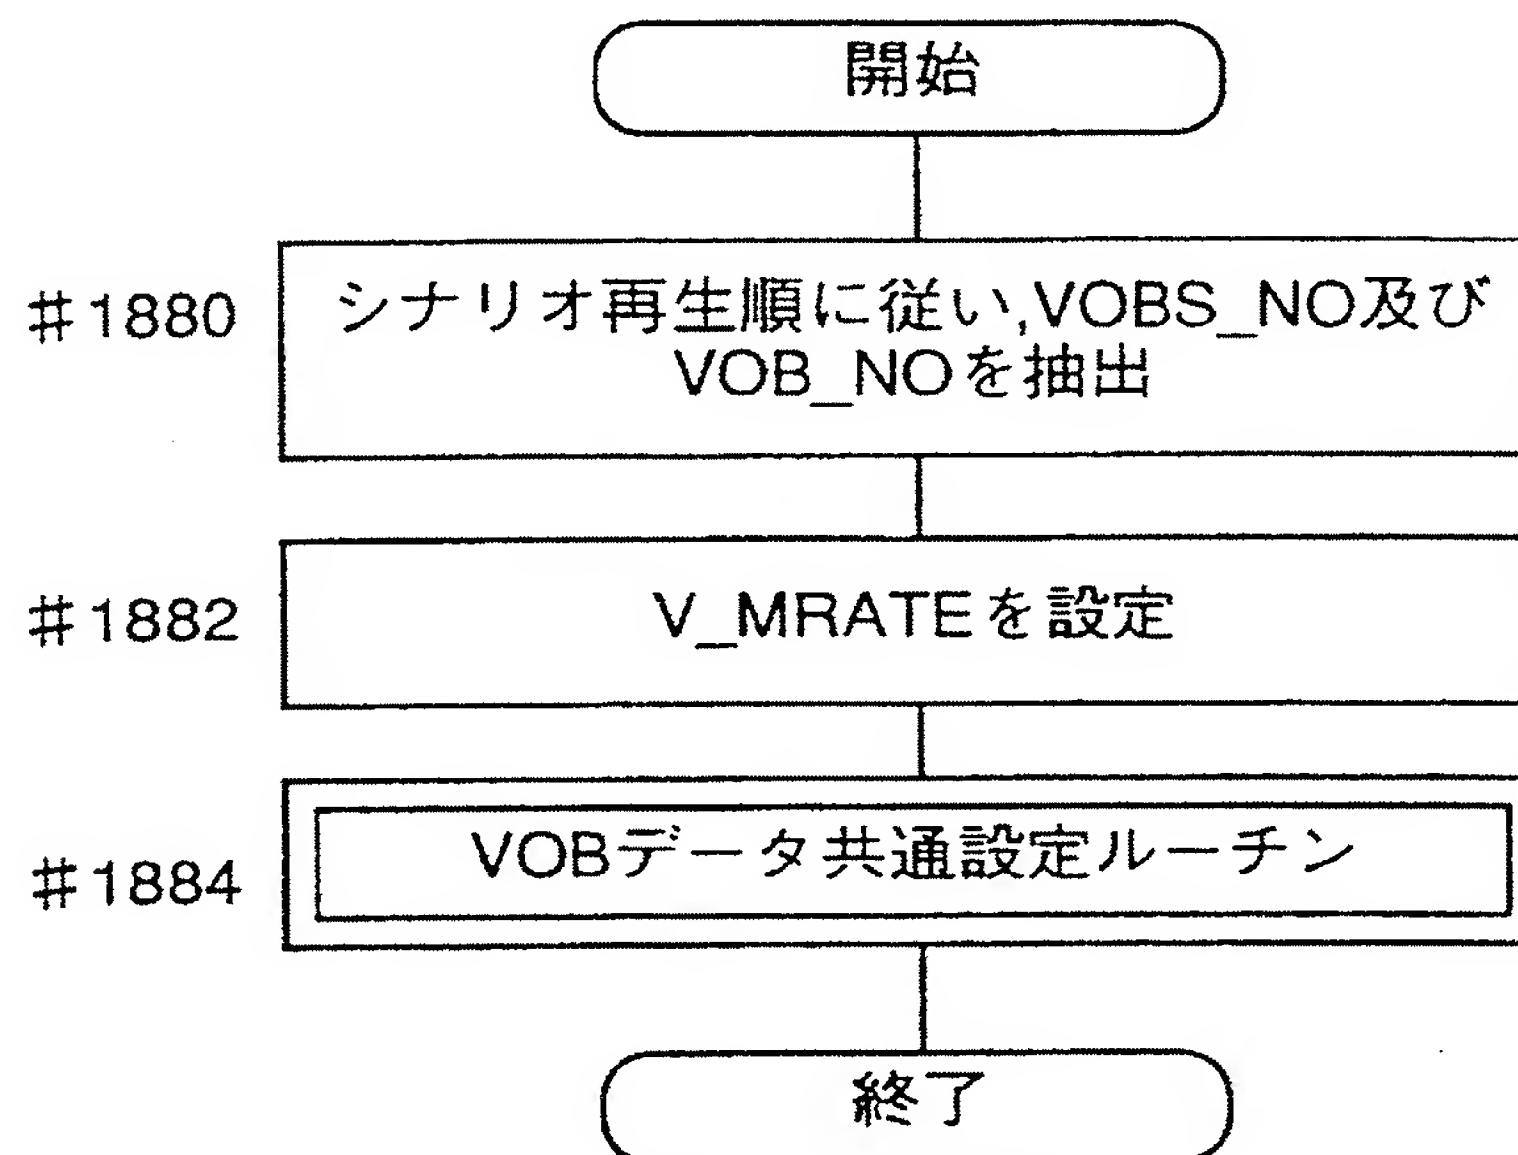 開始
#1880
シナリオ再生順に従い,VOBS_NO及び
VOB_NOを抽出
#1882
V_MRATEを設定
#1884
VOBデータ共通設定ルーチン
終了